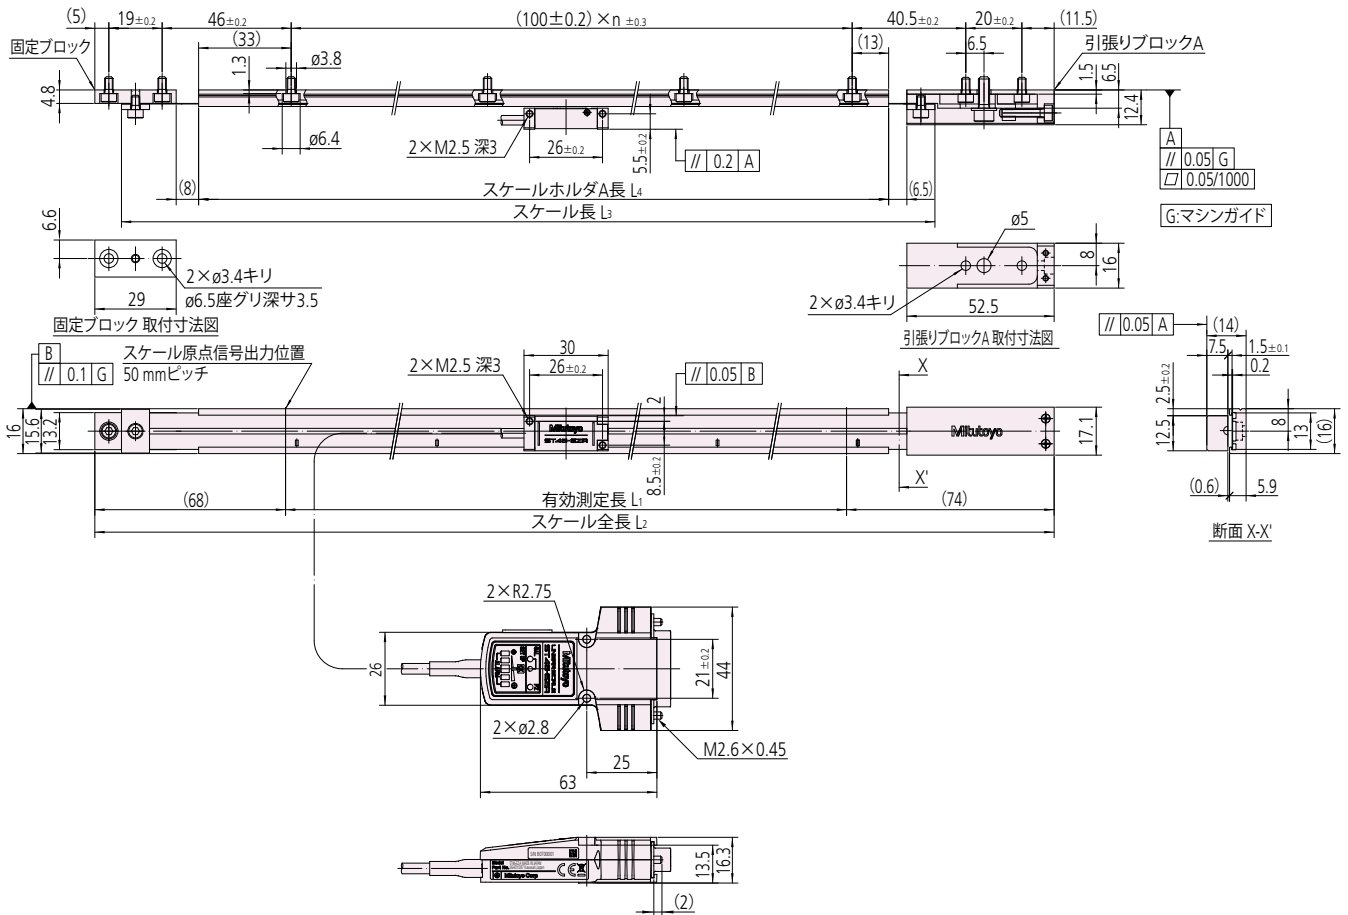 (5) 19±0.2 46±0.2 (100±0.2)×n ±0.3 40.5±0.2 20±0.2 (11.5)
固定ブロック
(33)
1.3
ø3.8
(13)
6.5
引張りブロックA
1.5
6.5
12.4
4.8
ø6.4
2×M2.5 深3
26±0.2
5.5±0.2
// 0.2 A
A
// 0.05 G
0.05/1000
G:マシンガイド
(8)
スケールホルダA長 L4
(6.5)
スケール長 L3
6.6
2×ø3.4キリ
ø6.5座グリ深サ3.5
29
固定ブロック 取付寸法図
ø5
8
16
2×ø3.4キリ
52.5
引張りブロックA 取付寸法図
B
// 0.1 G
スケール原点信号出力位置
50 mmピッチ
30
2×M2.5 深3
26±0.2
// 0.05 B
2
X
16
15.6
13.2
Mitutoyo
Mitutoyo
17.1
8.5±0.2
X'
(68)
有効測定長 L1
(74)
スケール全長 L2
// 0.05 A
(14)
7.5
1.5±0.1
0.2
2.5±0.2
12.5
8
13
(16)
(0.6)
5.9
断面 X-X'
2×R2.75
26
Mitutoyo
21±0.2
44
2×ø2.8
M2.6×0.45
25
63
Mitutoyo Corp
CE
13.5
16.3
(2)